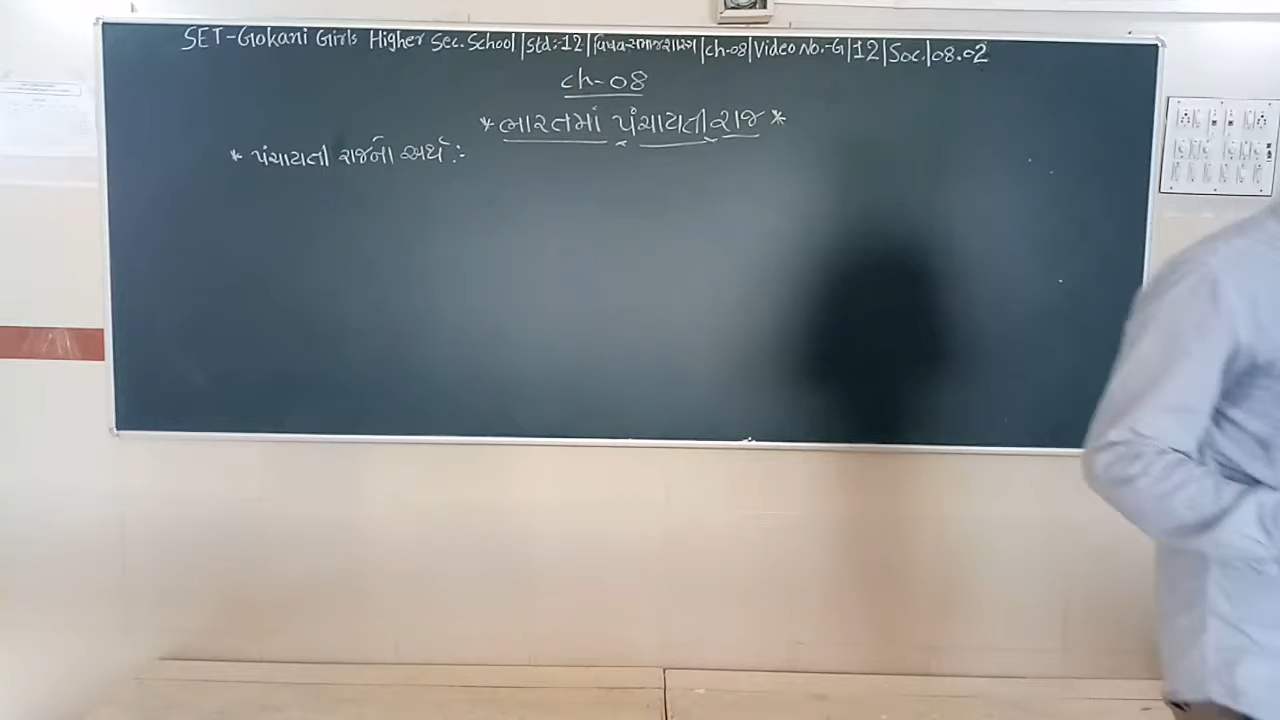 SET-Gokani Girls Higher Sec. School | Std:-12 | વિષય સમાજશાસ્ત્ર | ch-08 | Video No.-G|12|Soc.|08.02
ch-08
* ભારતમાં પંચાયતી રાજ *
* પંચાયતી રાજનો અર્થ :-